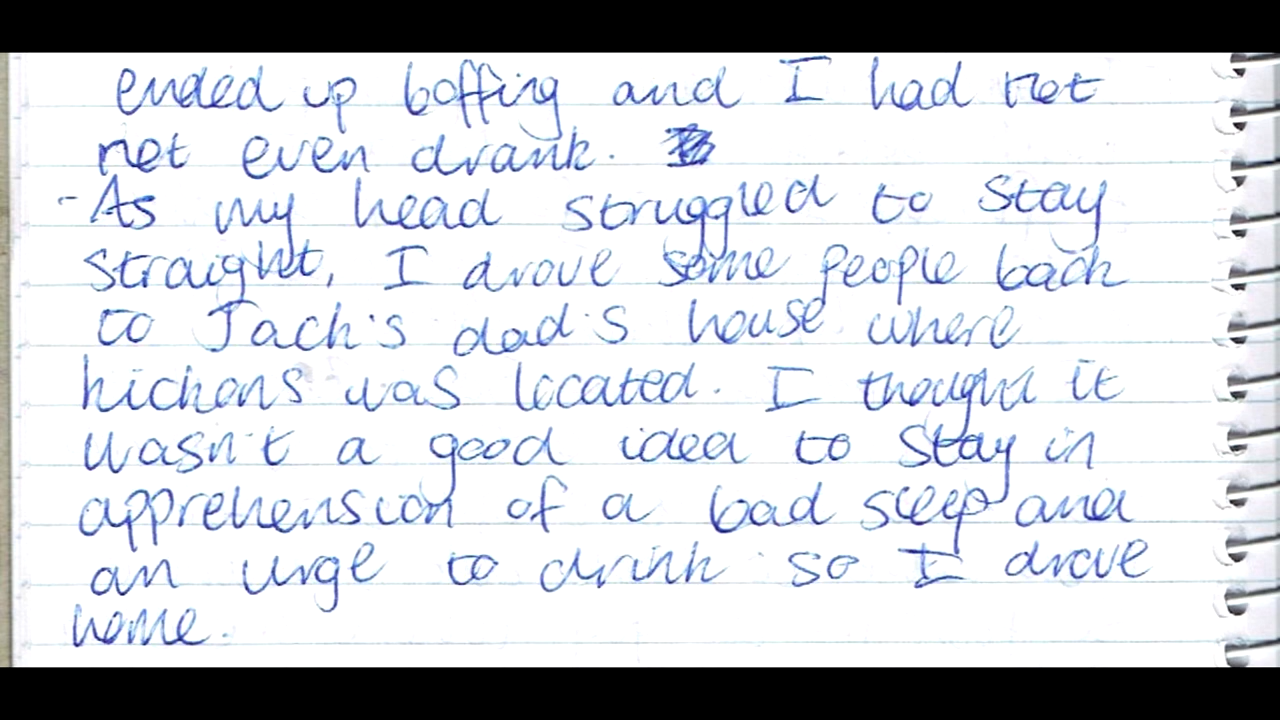 ended up boffing and I had not
not even drank.
- As my head struggled to stay
straight, I drove some people back
to Jack's dad's house where
was located. I thought it
wasn't a good idea to stay in
apprehension of a bad sleep and
an urge to drink so I drove
home.